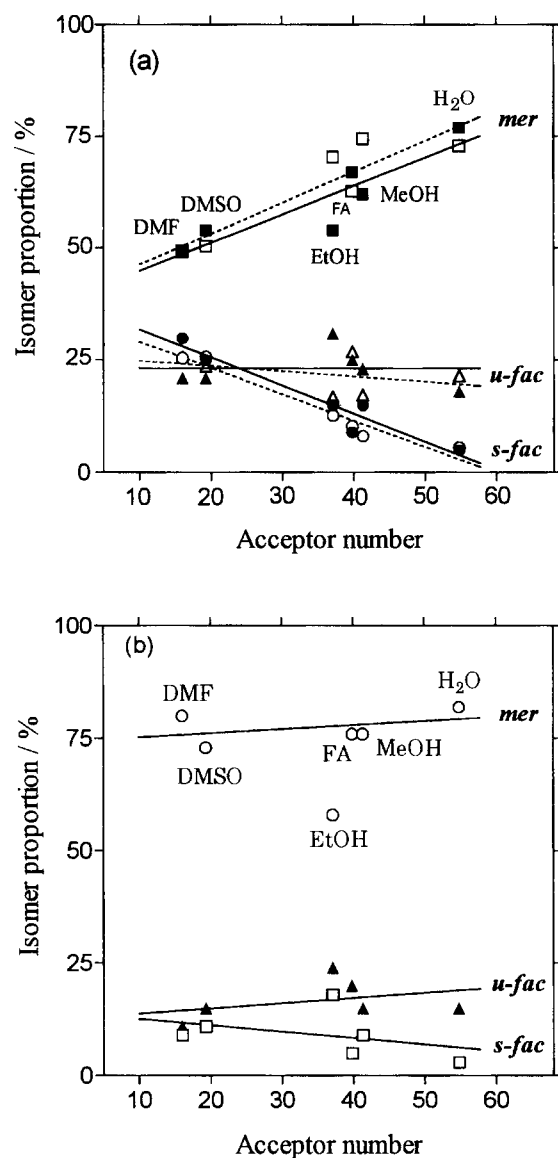 (a)
Isomer proportion / %
100
75
50
25
0
H₂O
mer
DMSO
DMF
MeOH
FA
EtOH
u-fac
s-fac
10 20 30 40 50 60
Acceptor number
(b)
Isomer proportion / %
100
75
50
25
0
DMF
H₂O
mer
DMSO
FA
MeOH
EtOH
u-fac
s-fac
10 20 30 40 50 60
Acceptor number